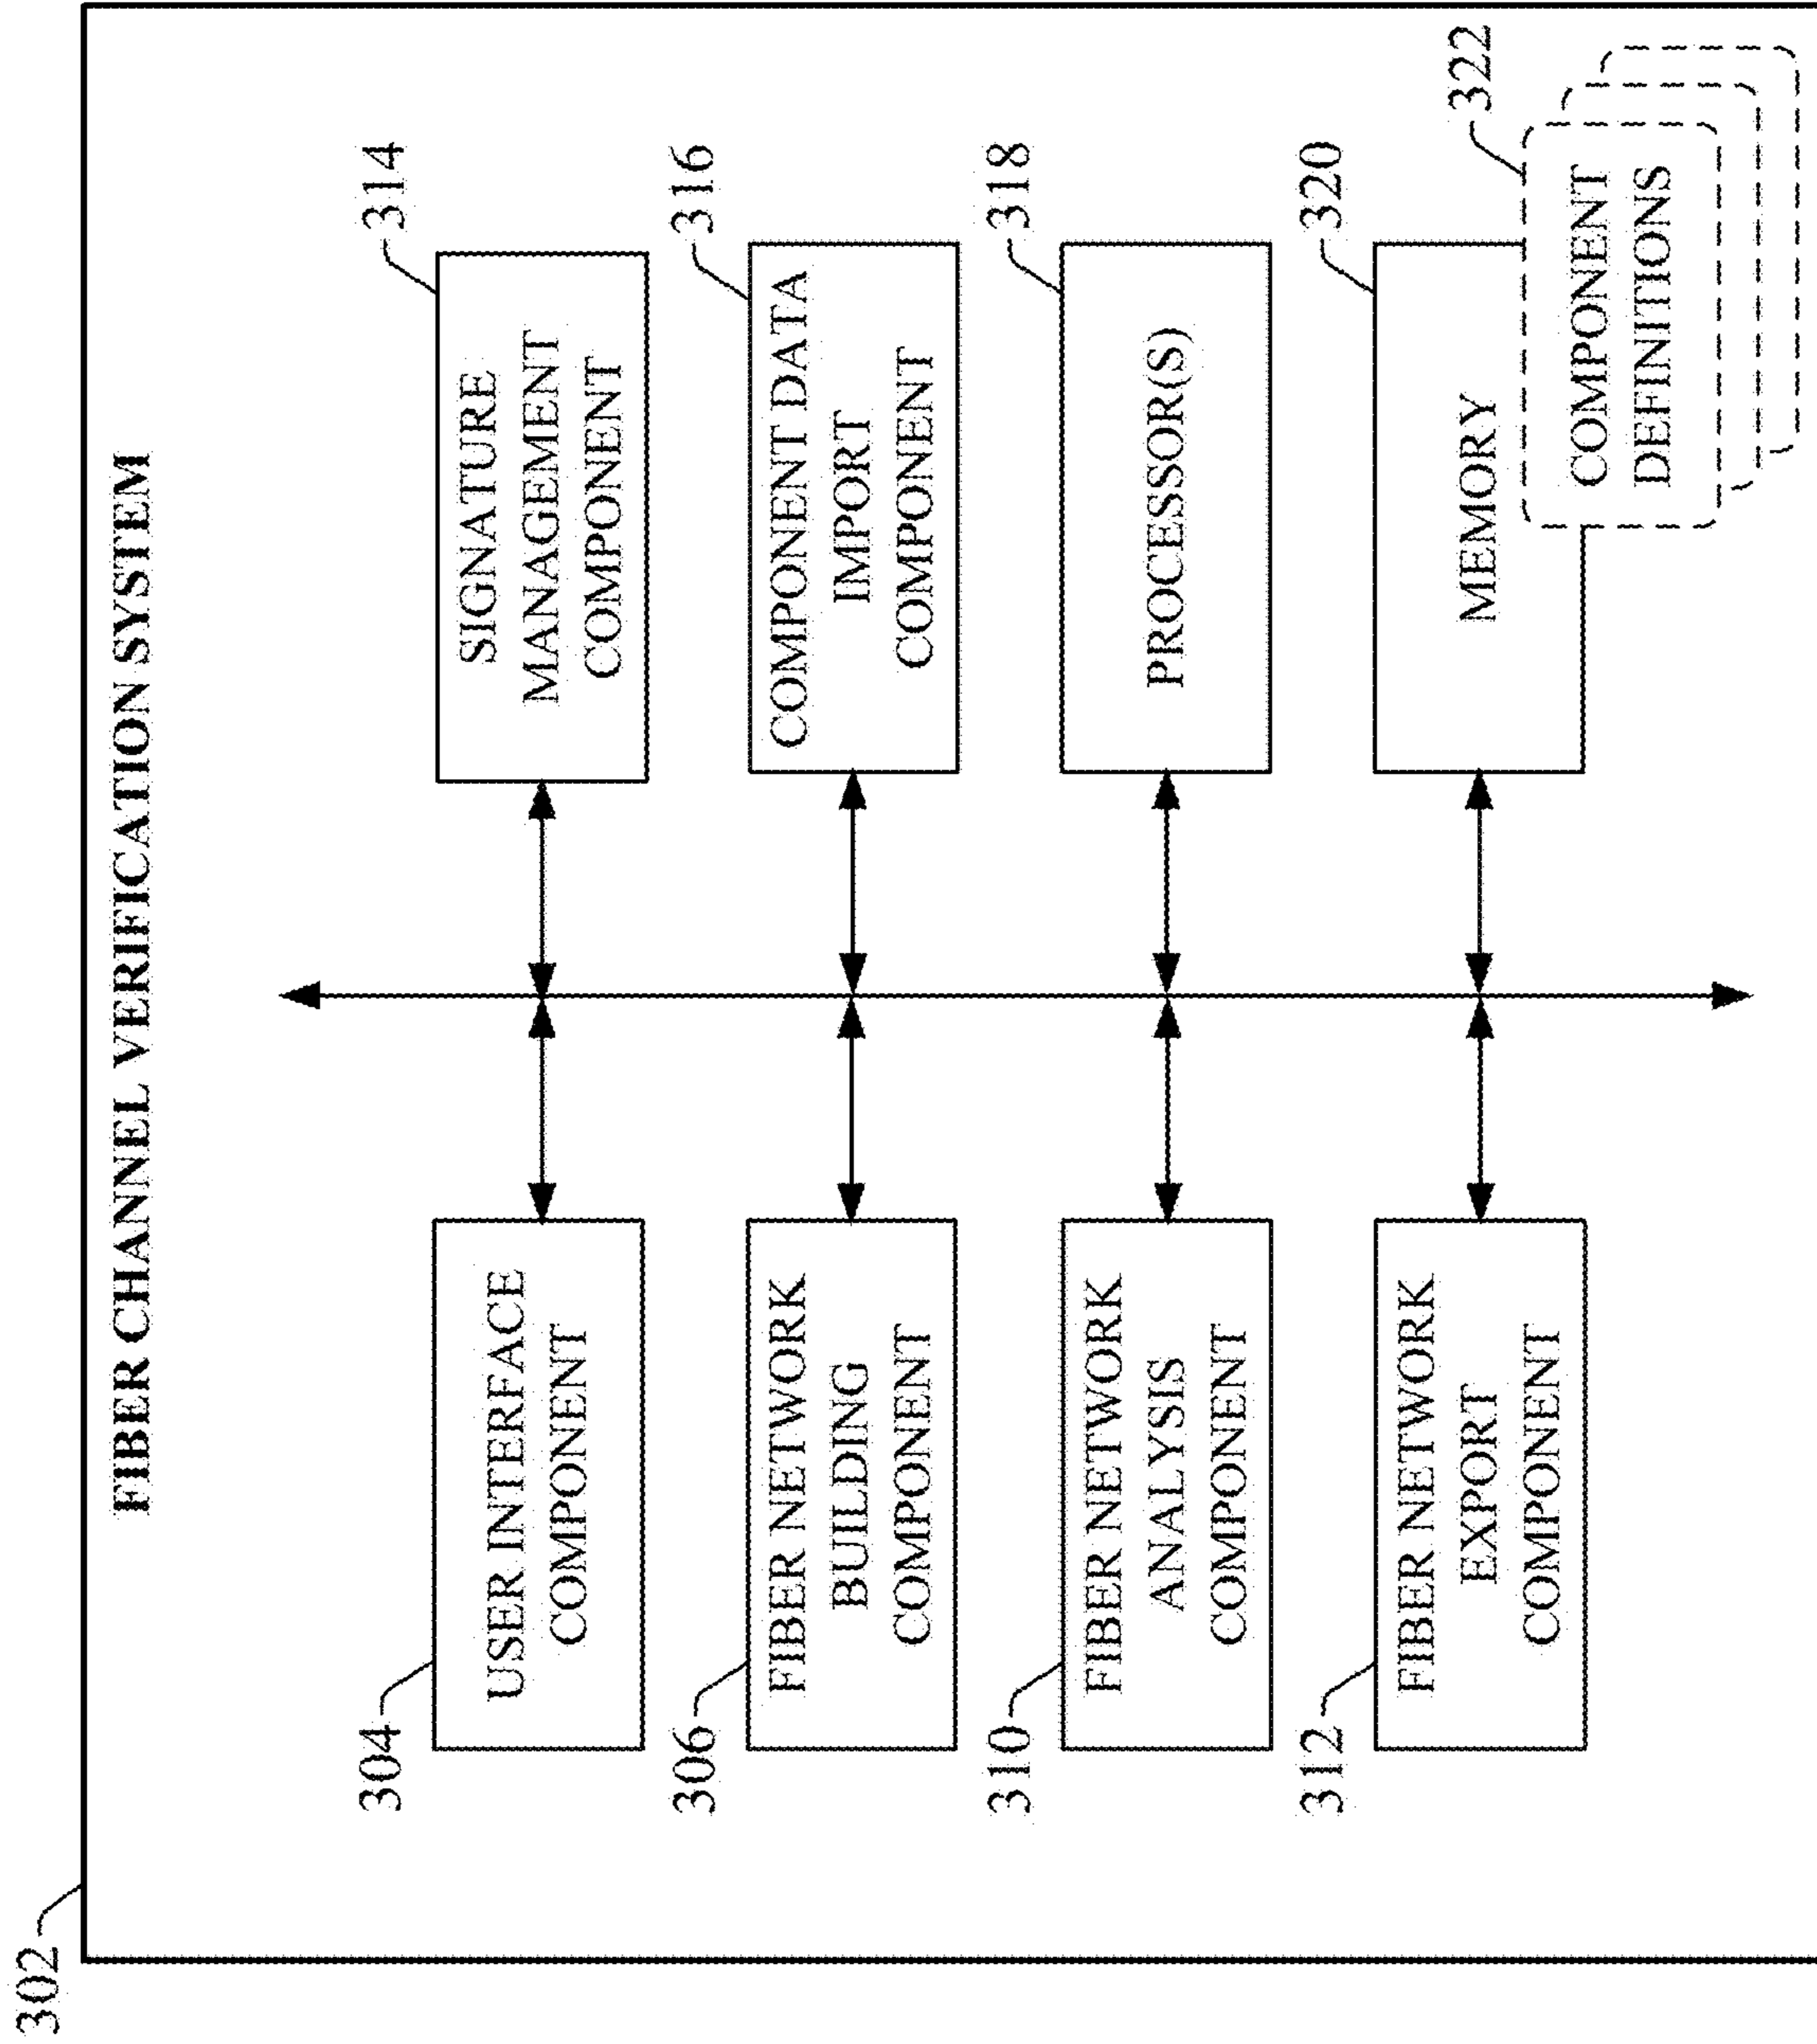 302
FIBER CHANNEL VERIFICATION SYSTEM
304
USER INTERFACE
COMPONENT
306
FIBER NETWORK
BUILDING
COMPONENT
310
FIBER NETWORK
ANALYSIS
COMPONENT
312
FIBER NETWORK
EXPORT
COMPONENT
314
SIGNATURE
MANAGEMENT
COMPONENT
316
COMPONENT DATA
IMPORT
COMPONENT
318
PROCESSOR(S)
320
MEMORY
322
COMPONENT
DEFINITIONS